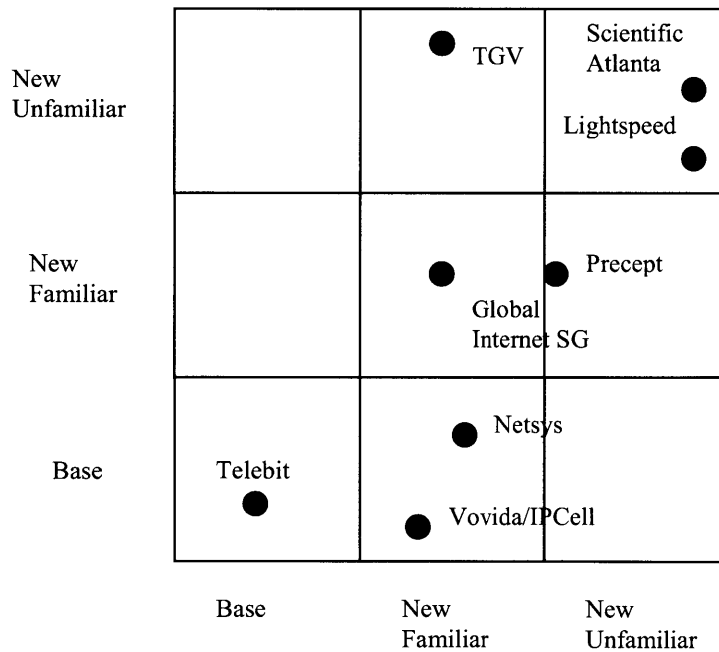 New
Unfamiliar
TGV
Scientific
Atlanta
Lightspeed
New
Familiar
Precept
Global
Internet SG
Base
Netsys
Telebit
Vovida/IPCell
Base
New
Familiar
New
Unfamiliar